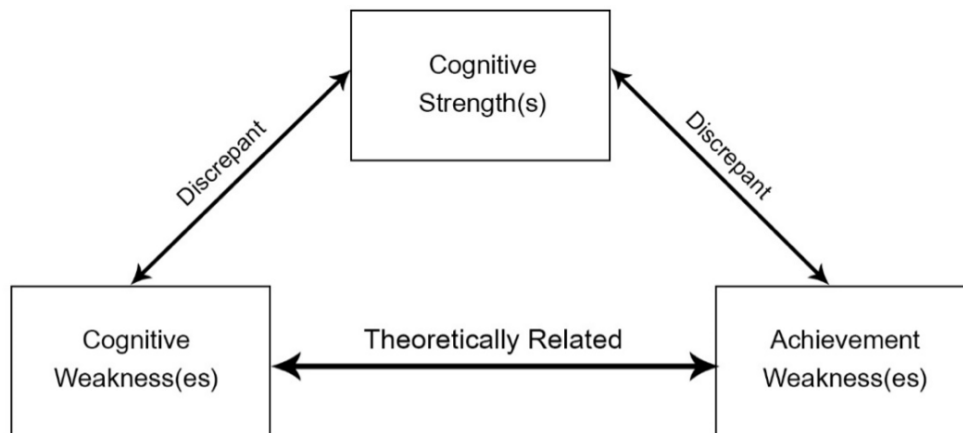 Cognitive
Strength(s)
Discrepant
Discrepant
Cognitive
Weakness(es)
Theoretically Related
Achievement
Weakness(es)